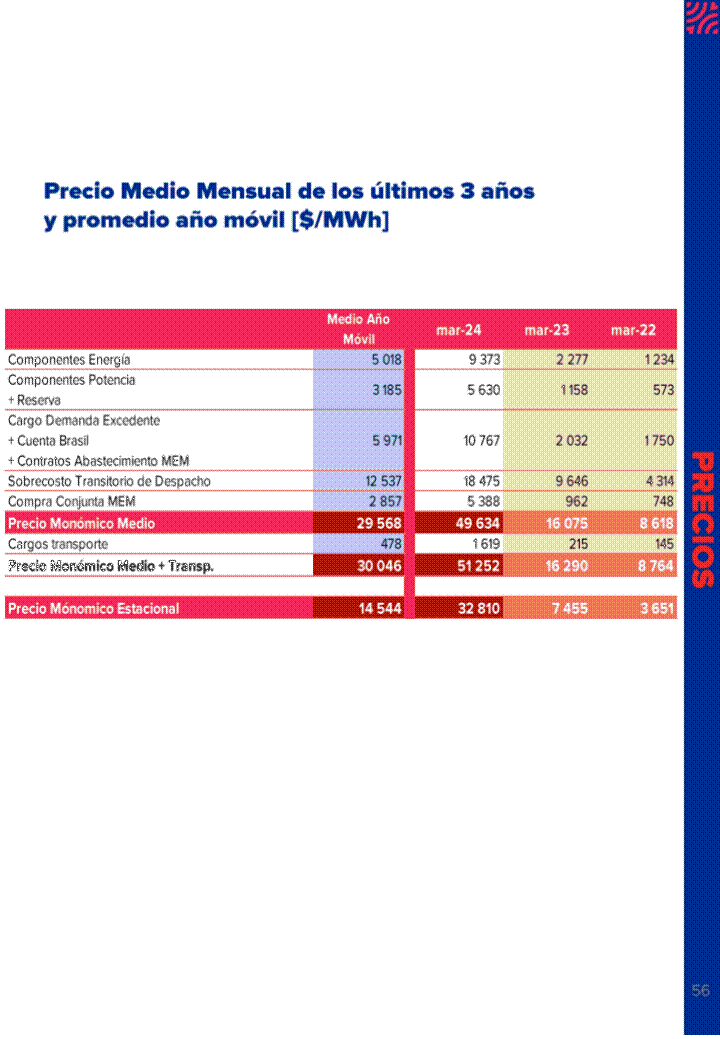 Precio Medio Mensual de los últimos 3 años
y promedio año móvil [$/MWh]
Medio Año
Móvil
mar-24 mar-23 mar-22
Componentes Energía 5 018 9 373 2 277 1 234
Componentes Potencia
+ Reserva
3 185 5 630 1 158 573
Cargo Demanda Excedente
+ Cuenta Brasil
+ Contratos Abastecimiento MEM
5 971 10 767 2 032 1 750
Sobrecosto Transitorio de Despacho 12 537 18 475 9 646 4 314
Compra Conjunta MEM 2 857 5 388 962 748
Precio Monómico Medio 29 568 49 634 16 075 8 618
Cargos transporte 478 1 619 215 145
Precio Monómico Medio + Transp. 30 046 51 252 16 290 8 764
Precio Mónomico Estacional 14 544 32 810 7 455 3 651
PRECIOS
56